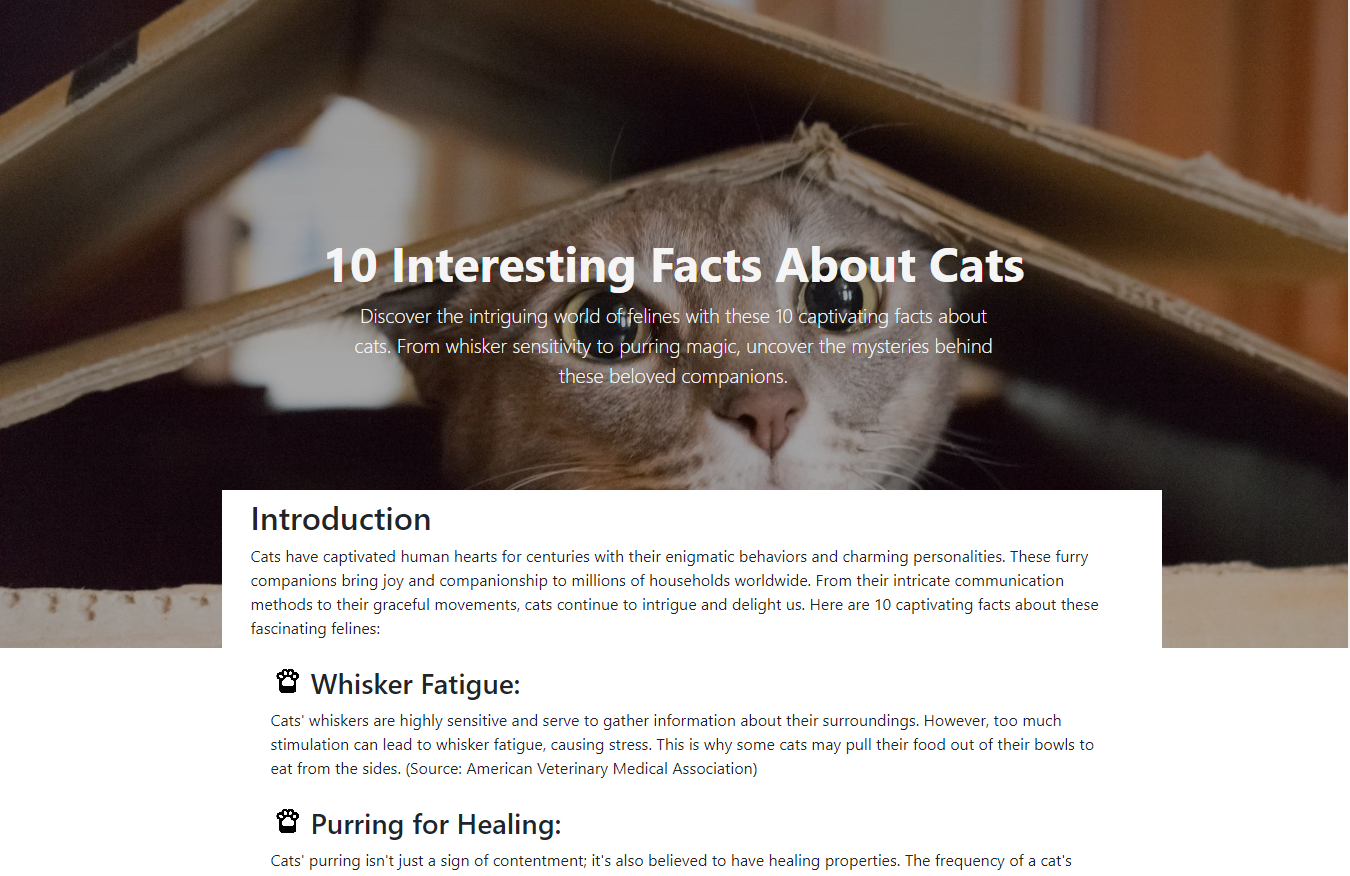 10 Interesting Facts About Cats
Discover the intriguing world of felines with these 10 captivating facts about
cats. From whisker sensitivity to purring magic, uncover the mysteries behind
these beloved companions.
Introduction
Cats have captivated human hearts for centuries with their enigmatic behaviors and charming personalities. These furry
companions bring joy and companionship to millions of households worldwide. From their intricate communication
methods to their graceful movements, cats continue to intrigue and delight us. Here are 10 captivating facts about these
fascinating felines:
Whisker Fatigue:
Cats' whiskers are highly sensitive and serve to gather information about their surroundings. However, too much
stimulation can lead to whisker fatigue, causing stress. This is why some cats may pull their food out of their bowls to
eat from the sides. (Source: American Veterinary Medical Association)
Purring for Healing:
Cats' purring isn't just a sign of contentment; it's also believed to have healing properties. The frequency of a cat's